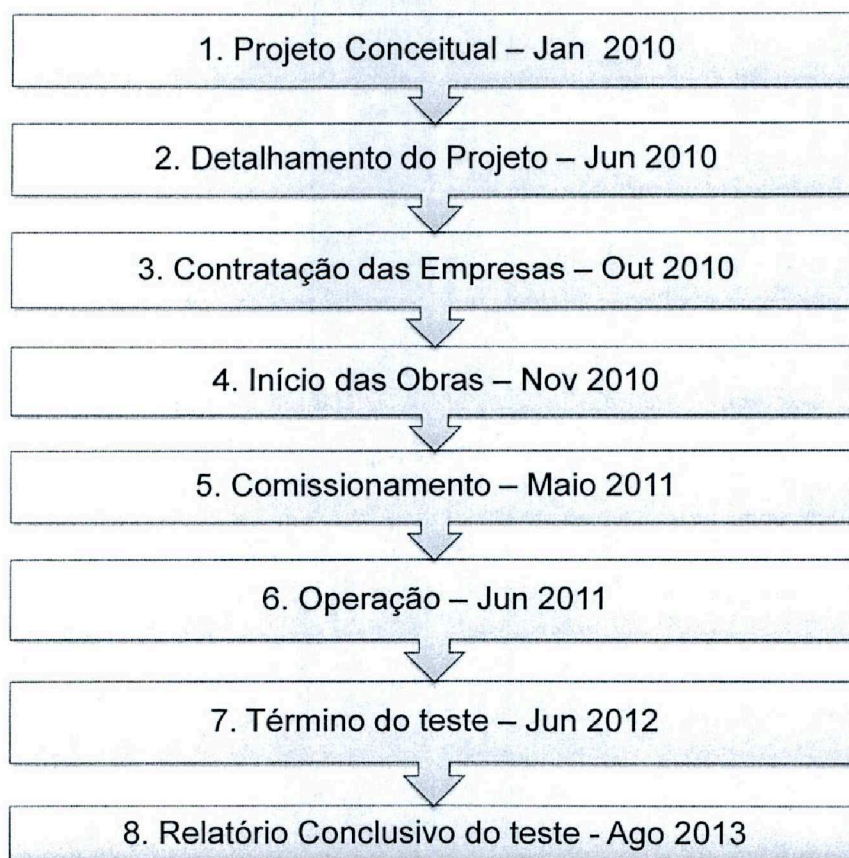 1. Projeto Conceitual – Jan 2010
2. Detalhamento do Projeto – Jun 2010
3. Contratação das Empresas – Out 2010
4. Início das Obras – Nov 2010
5. Comissionamento – Maio 2011
6. Operação – Jun 2011
7. Término do teste – Jun 2012
8. Relatório Conclusivo do teste - Ago 2013